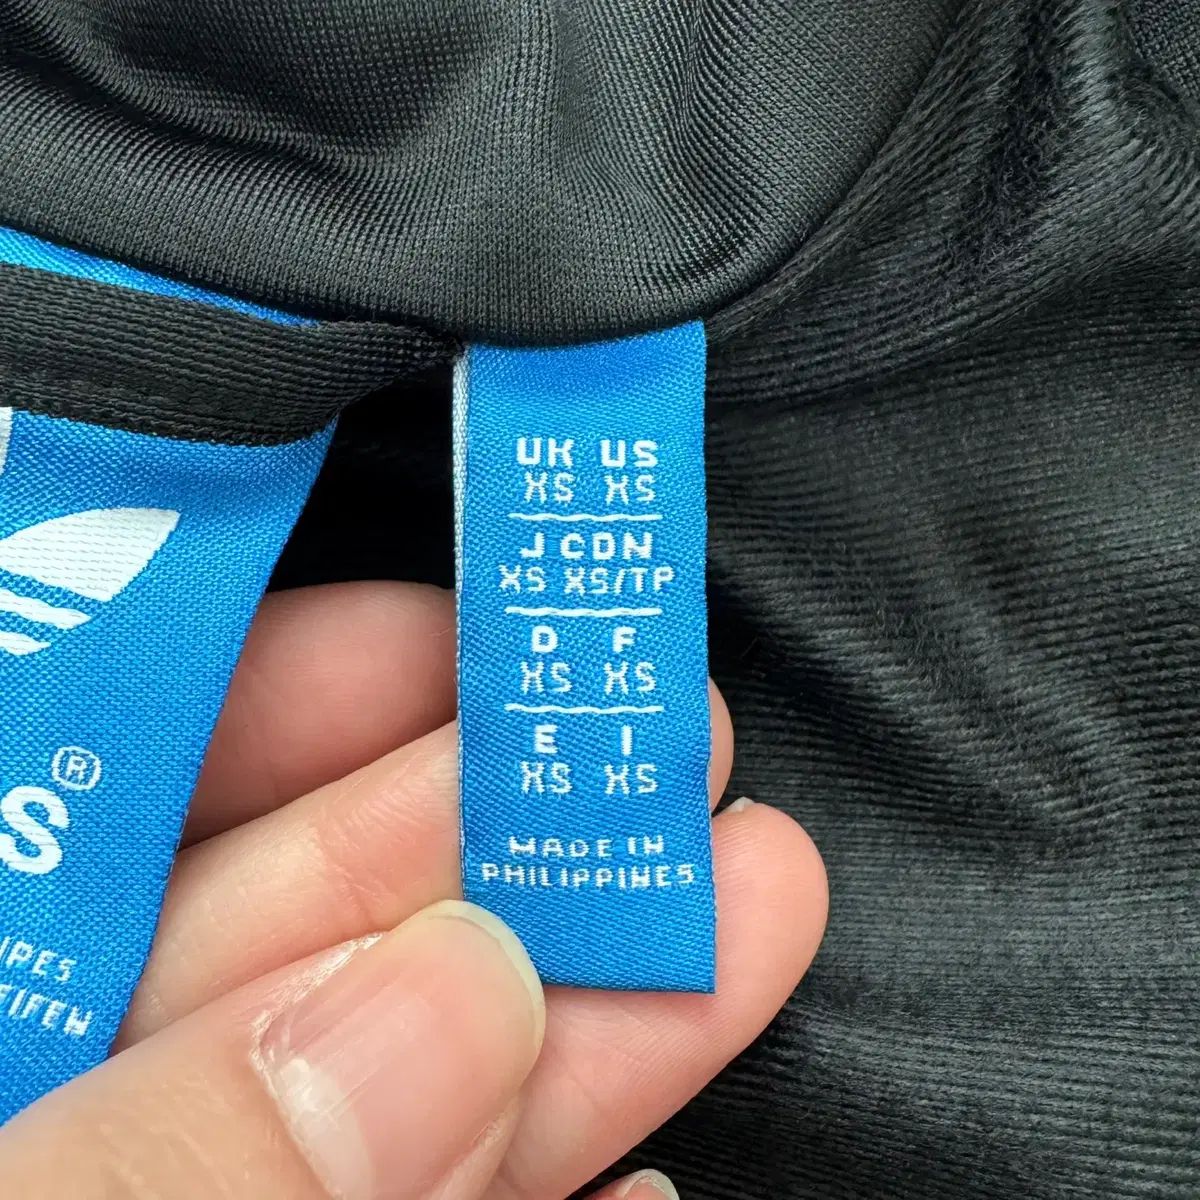 UK US
XS XS
J CDN
XS XS/TP
D F
XS XS
E I
XS XS
MADE IN
PHILIPPINES
®